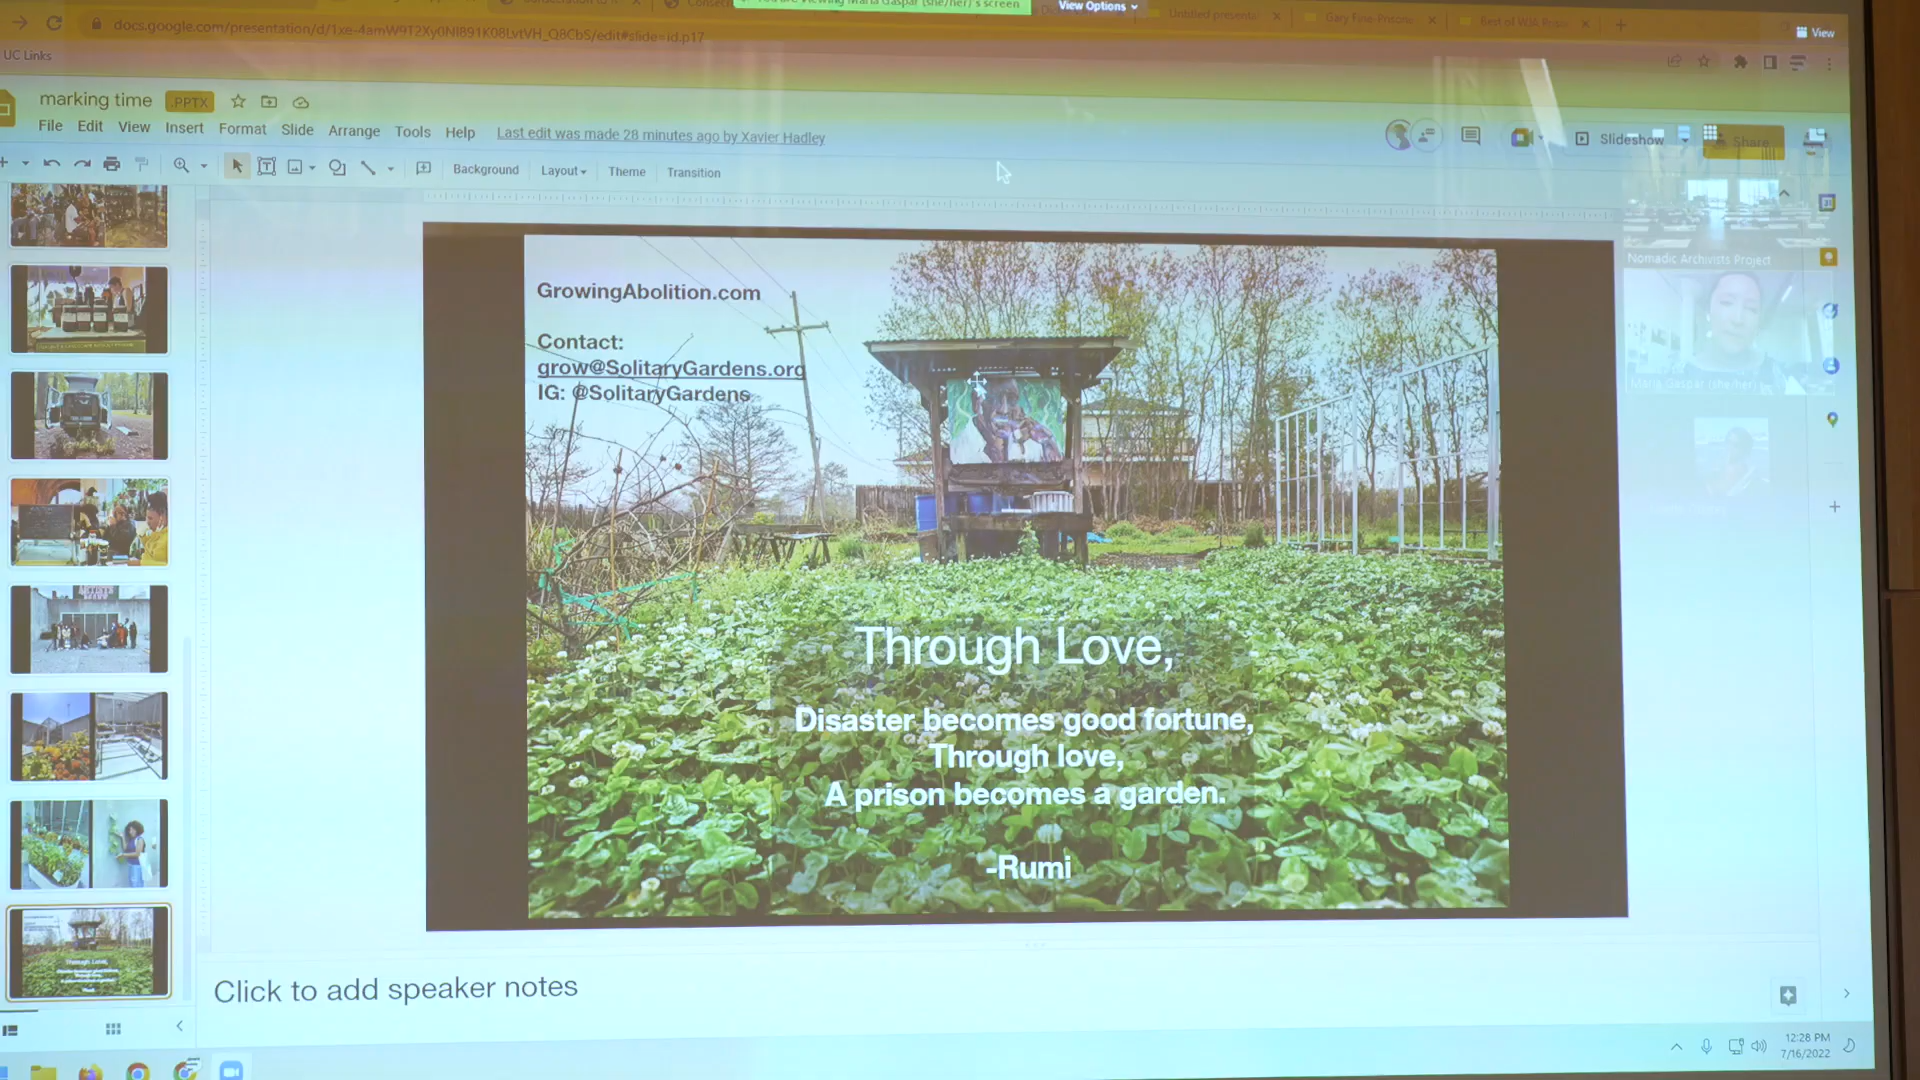 View Options
Untitled presenta
Gary Fine-Prisons
Best of WJA Prison
docs.google.com/presentation/d/1xe-4amW9T2Xy0NI891K08LvtVH_Q8CbS/edit#slide=id.p17
View
UC Links
marking time .PPTX
File Edit View Insert Format Slide Arrange Tools Help Last edit was made 28 minutes ago by Xavier Hadley
Slideshow
Share
Background Layout Theme Transition
Nomadic Archivists Project
Maria Gaspar (she/her)
GrowingAbolition.com
Contact:
grow@SolitaryGardens.org
IG: @SolitaryGardens
Through Love,
Disaster becomes good fortune,
Through love,
A prison becomes a garden.
-Rumi
Click to add speaker notes
12:28 PM
7/16/2022